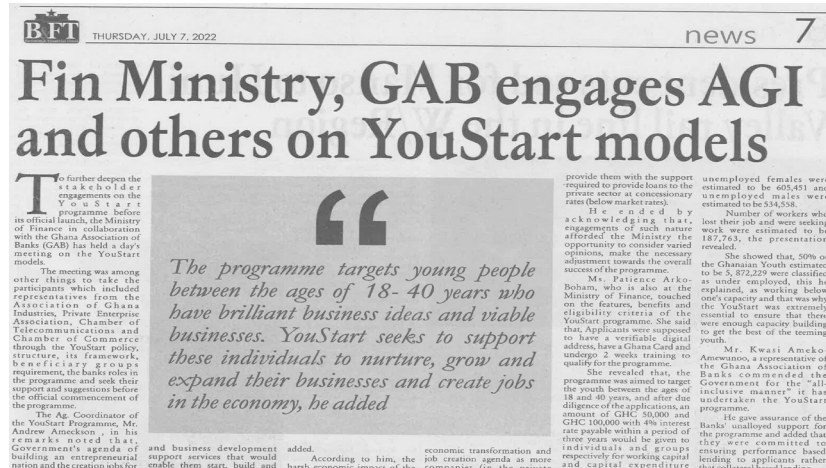 B&FT
THURSDAY, JULY 7, 2022
news 7
Fin Ministry, GAB engages AGI
and others on YouStart models
To further deepen the
stakeholder
engagements on the
YouStart
programme before
its official launch, the Ministry
of Finance in collaboration
with the Ghana Association of
Banks (GAB) has held a day's
meeting on the YouStart
models.
The meeting was among
other things to take the
participants which included
representatives from the
Association of Ghana
Industries, Private Enterprise
Association, Chamber of
Telecommunications and
Chamber of Commerce
through the YouStart policy,
structure, its framework,
beneficiary groups
requirement, the banks roles in
the programme and seek their
support and suggestions before
the official commencement of
the programme.
The Ag. Coordinator of
the YouStart Programme, Mr.
Andrew Ameckson , in his
remarks noted that,
Government's agenda of
building an entrepreneurial
nation and the creation jobs for
“
The programme targets young people
between the ages of 18- 40 years who
have brilliant business ideas and viable
businesses. YouStart seeks to support
these individuals to nurture, grow and
expand their businesses and create jobs
in the economy, he added
and business development
support services that would
enable them start, build and
added.
According to him, the
harsh economic impact of the
economic transformation and
job creation agenda as more
companies (in the private
provide them with the support
required to provide loans to the
private sector at concessionary
rates (below market rates).
He ended by
acknowledging that,
engagements of such nature
afforded the Ministry the
opportunity to consider varied
opinions, make the necessary
adjustment towards the overall
success of the programme.
Ms. Patience Arko-
Boham, who is also at the
Ministry of Finance, touched
on the features, benefits and
eligibility criteria of the
YouStart programme. She said
that, Applicants were supposed
to have a verifiable digital
address, have a Ghana Card and
undergo 2 weeks training to
qualify for the programme.
She revealed that, the
programme was aimed to target
the youth between the ages of
18 and 40 years, and after due
diligence of the applications, an
amount of GHC 50,000 and
GHC 100,000 with 4% interest
rate payable within a period of
three years would be given to
individuals and groups
respectively for working capital
and capital expenditure
unemployed females were
estimated to be 605,451 and
unemployed males were
estimated to be 534,558.
Number of workers who
lost their job and were seeking
work were estimated to be
187,763, the presentation
revealed.
She showed that, 50% of
the Ghanaian Youth estimated
to be 5, 872,229 were classified
as under employed, this he
explained, as working below
one's capacity and that was why
the YouStart was extremely
essential to ensure that there
were enough capacity building
to get the best of the teeming
youth.
Mr. Kwasi Ameko-
Amewunoo, a representative of
the Ghana Association of
Banks commended the
Government for the "all-
inclusive manner" it has
undertaken the YouStart
programme.
He gave assurance of the
Banks' unalloyed support for
the programme and added that
they were committed to
ensuring performance based
lending to applicants rather